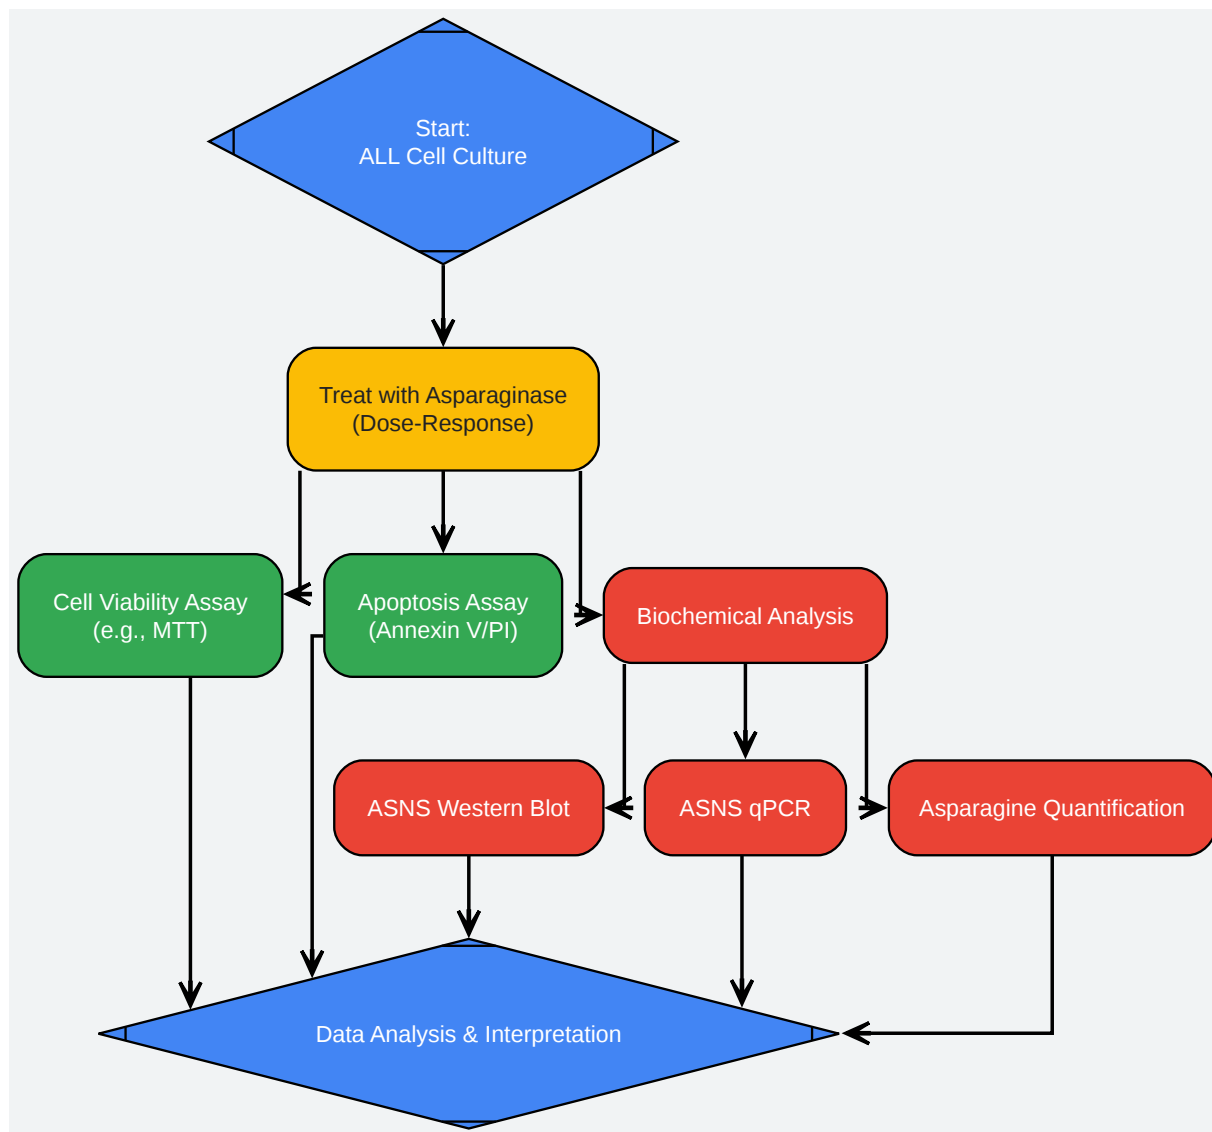 Start:
ALL Cell Culture
Treat with Asparaginase
(Dose-Response)
Cell Viability Assay
(e.g., MTT)
Apoptosis Assay
(Annexin V/PI)
Biochemical Analysis
ASNS Western Blot
ASNS qPCR
Asparagine Quantification
Data Analysis & Interpretation